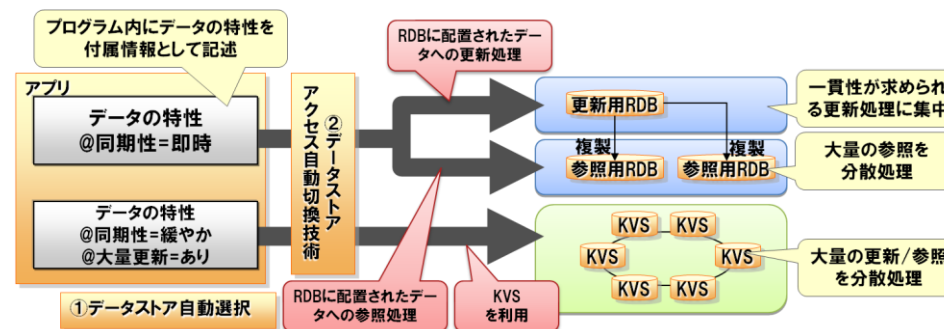 プログラム内にデータの特性を
付属情報として記述
RDBに配置されたデー
タへの更新処理
アプリ
データの特性
@同期性=即時
データの特性
@同期性=緩やか
@大量更新=あり
①データストア自動選択
②データストア
アクセス自動切換技術
更新用RDB
複製
複製
参照用RDB
参照用RDB
一貫性が求められ
る更新処理に集中
大量の参照を
分散処理
KVS
KVS
KVS
KVS
KVS
KVS
大量の更新/参照
を分散処理
RDBに配置されたデー
タへの参照処理
KVS
を利用